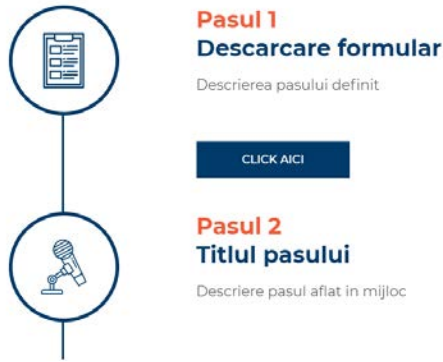 Pasul 1
Descarcare formular
Descrierea pasului definit
CLICK AICI
Pasul 2
Titlul pasului
Descriere pasul aflat in mijloc